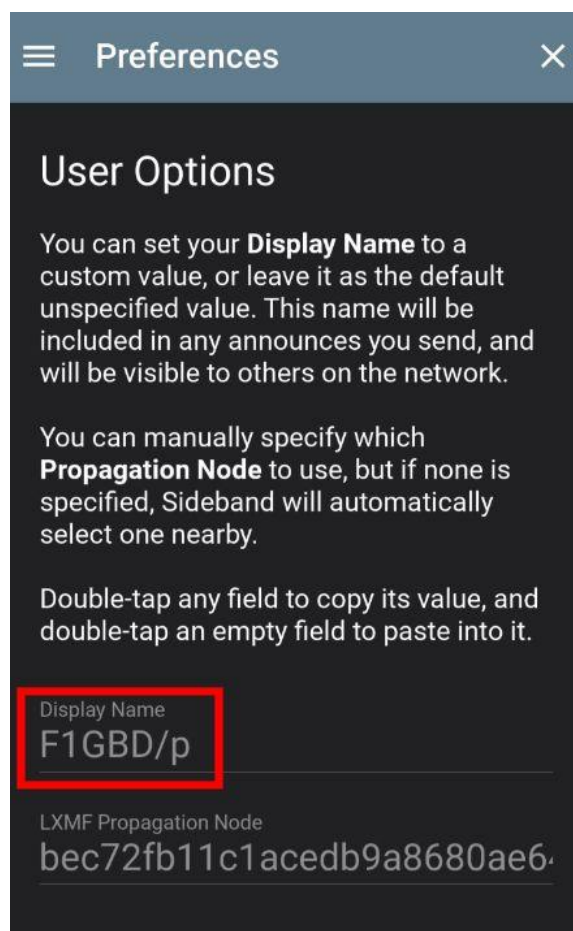 Preferences
User Options
You can set your Display Name to a
custom value, or leave it as the default
unspecified value. This name will be
included in any announces you send, and
will be visible to others on the network.
You can manually specify which
Propagation Node to use, but if none is
specified, Sideband will automatically
select one nearby.
Double-tap any field to copy its value, and
double-tap an empty field to paste into it.
Display Name
F1GBD/p
LXMF Propagation Node
bec72fb11c1acedb9a8680ae6